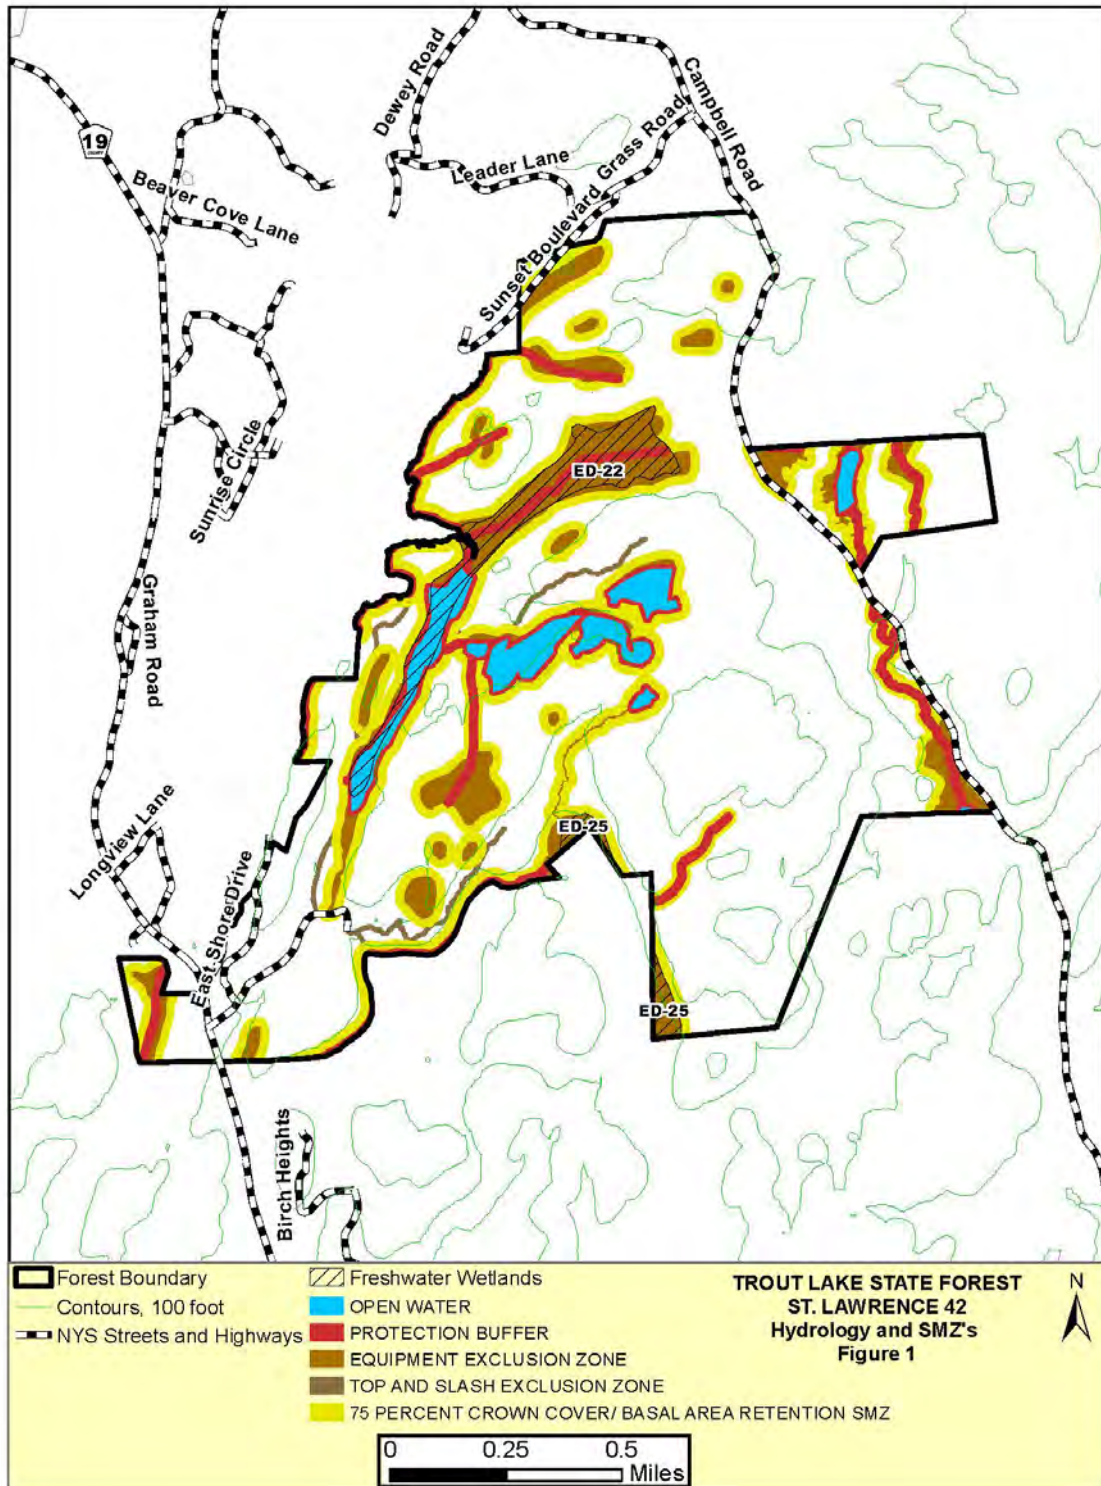 Dewey Road
Campbell Road
19
COUNTY
Leader Lane
Sunset Boulevard Grass Road
Beaver Cove Lane
Sunrise Circle
ED-22
Graham Road
Longview Lane
ED-25
East Shore Drive
ED-25
Birch Heights
Forest Boundary
Contours, 100 foot
NYS Streets and Highways
Freshwater Wetlands
OPEN WATER
PROTECTION BUFFER
EQUIPMENT EXCLUSION ZONE
TOP AND SLASH EXCLUSION ZONE
75 PERCENT CROWN COVER/ BASAL AREA RETENTION SMZ
TROUT LAKE STATE FOREST
ST. LAWRENCE 42
Hydrology and SMZ's
Figure 1
N
0 0.25 0.5
Miles